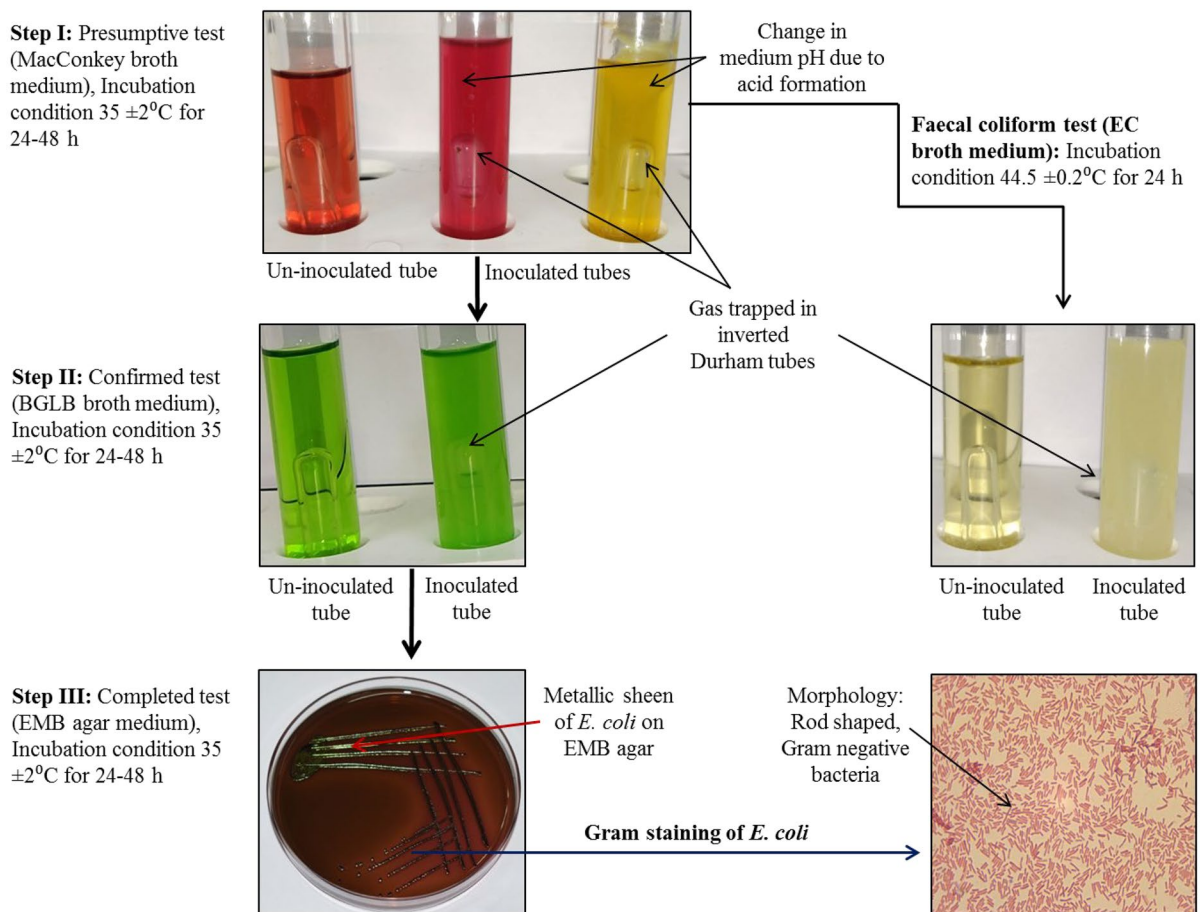 Step I: Presumptive test
(MacConkey broth
medium), Incubation
condition 35 ±2⁰C for
24-48 h
Change in
medium pH due to
acid formation
Faecal coliform test (EC
broth medium): Incubation
condition 44.5 ±0.2⁰C for 24 h
Un-inoculated tube
Inoculated tubes
Gas trapped in
inverted
Durham tubes
Step II: Confirmed test
(BGLB broth medium),
Incubation condition 35
±2⁰C for 24-48 h
Un-inoculated
tube
Inoculated
tube
Un-inoculated
tube
Inoculated
tube
Step III: Completed test
(EMB agar medium),
Incubation condition 35
±2⁰C for 24-48 h
Metallic sheen
of E. coli on
EMB agar
Morphology:
Rod shaped,
Gram negative
bacteria
Gram staining of E. coli